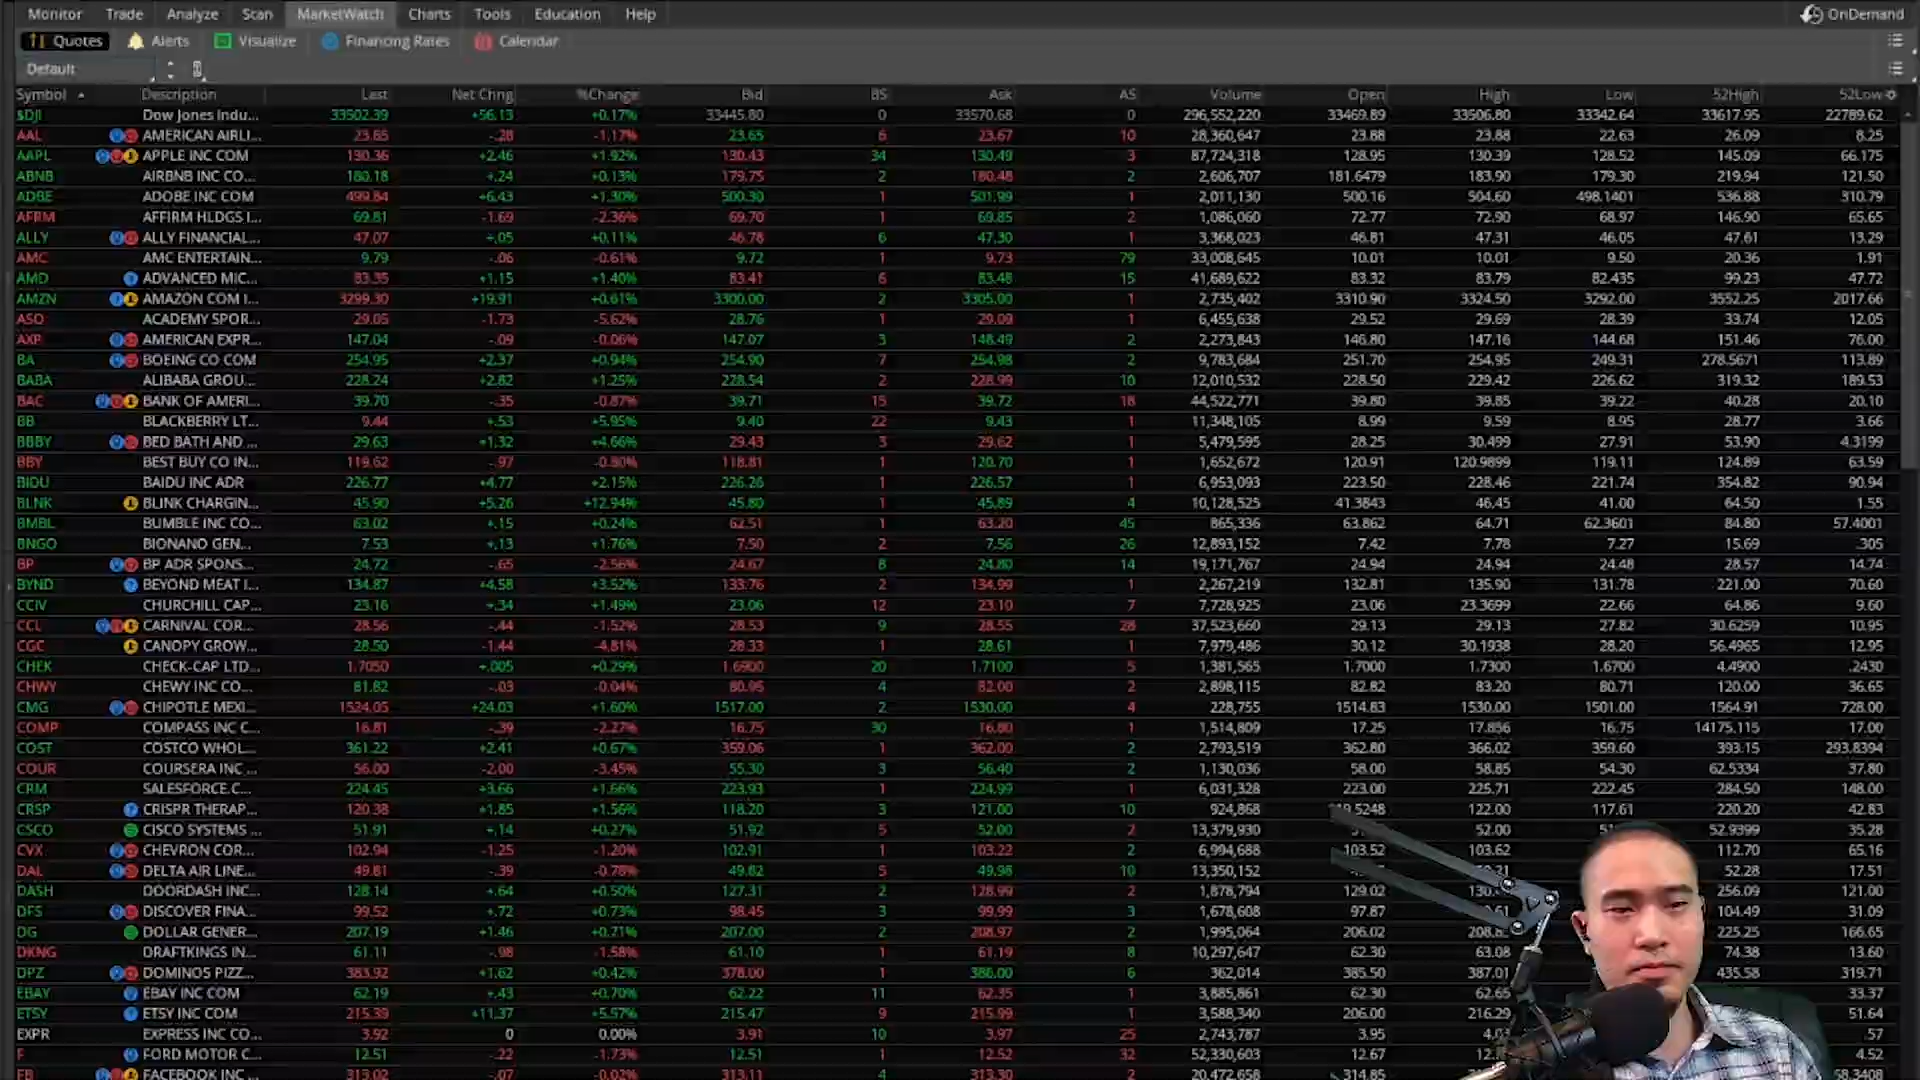 Monitor Trade Analyze Scan MarketWatch Charts Tools Education Help OnDemand
Quotes Alerts Visualize Financing Rates Calendar
Default
Symbol Description Last Net Chng %Change Bid BS Ask AS Volume Open High Low 52High 52Low
$DJI Dow Jones Indu... 33502.39 +56.13 +0.17% 33445.80 0 33570.68 0 296,552,220 33469.89 33506.80 33342.64 33617.95 22789.62
AAL AMERICAN AIRLI... 23.65 -.28 -1.17% 23.65 6 23.67 10 28,360,647 23.88 23.88 22.63 26.09 8.25
AAPL APPLE INC COM 130.36 +2.46 +1.92% 130.43 34 130.49 3 87,724,318 128.95 130.39 128.52 145.09 66.175
ABNB AIRBNB INC CO... 180.18 +.24 +0.13% 179.75 2 180.48 2 2,606,707 181.6479 183.90 179.30 219.94 121.50
ADBE ADOBE INC COM 499.84 +6.43 +1.30% 500.30 1 501.99 1 2,011,130 500.16 504.60 498.1401 536.88 310.79
AFRM AFFIRM HLDGS I... 69.81 -1.69 -2.36% 69.70 1 69.85 2 1,086,060 72.77 72.90 68.97 146.90 65.65
ALLY ALLY FINANCIAL... 47.07 +.05 +0.11% 46.78 6 47.30 1 3,368,023 46.81 47.31 46.05 47.61 13.29
AMC AMC ENTERTAIN... 9.79 -.06 -0.61% 9.72 1 9.73 79 33,008,645 10.01 10.01 9.50 20.36 1.91
AMD ADVANCED MIC... 83.35 +1.15 +1.40% 83.41 6 83.48 15 41,689,622 83.32 83.79 82.435 99.23 47.72
AMZN AMAZON COM I... 3299.30 +19.91 +0.61% 3300.00 2 3305.00 1 2,735,402 3310.90 3324.50 3292.00 3552.25 2017.66
ASO ACADEMY SPOR... 29.05 -1.73 -5.62% 28.76 1 29.09 1 6,455,638 29.52 29.69 28.39 33.74 12.05
AXP AMERICAN EXPR... 147.04 -.09 -0.06% 147.07 3 148.49 2 2,273,843 146.80 147.16 144.68 151.46 76.00
BA BOEING CO COM 254.95 +2.37 +0.94% 254.90 7 254.98 2 9,783,684 251.70 254.95 249.31 278.5671 113.89
BABA ALIBABA GROU... 228.24 +2.82 +1.25% 228.54 2 228.99 10 12,010,532 228.50 229.42 226.62 319.32 189.53
BAC BANK OF AMERI... 39.70 -.35 -0.87% 39.71 15 39.72 18 44,522,771 39.80 39.85 39.22 40.28 20.10
BB BLACKBERRY LT... 9.44 +.53 +5.95% 9.40 22 9.43 1 11,348,105 8.99 9.59 8.95 28.77 3.66
BBBY BED BATH AND ... 29.63 +1.32 +4.66% 29.43 3 29.62 1 5,479,595 28.25 30.499 27.91 53.90 4.3199
BBY BEST BUY CO IN... 119.62 -.97 -0.80% 118.81 1 120.70 1 1,652,672 120.91 120.9899 119.11 124.89 63.59
BIDU BAIDU INC ADR 226.77 +4.77 +2.15% 226.26 1 226.57 1 6,953,093 223.50 228.46 221.74 354.82 90.94
BLNK BLINK CHARGIN... 45.90 +5.26 +12.94% 45.80 1 45.89 4 10,128,525 41.3843 46.45 41.00 64.50 1.55
BMBL BUMBLE INC CO... 63.02 +.15 +0.24% 62.51 1 63.20 45 865,336 63.862 64.71 62.3601 84.80 57.4001
BNGO BIONANO GEN... 7.53 +.13 +1.76% 7.50 2 7.56 26 12,893,152 7.42 7.78 7.27 15.69 .305
BP BP ADR SPONS... 24.72 -.65 -2.56% 24.67 8 24.80 14 19,171,767 24.94 24.94 24.48 28.57 14.74
BYND BEYOND MEAT I... 134.87 +4.58 +3.52% 133.76 2 134.99 1 2,267,219 132.81 135.90 131.78 221.00 70.60
CCIV CHURCHILL CAP... 23.16 +.34 +1.49% 23.06 12 23.10 7 7,728,925 23.06 23.3699 22.66 64.86 9.60
CCL CARNIVAL COR... 28.56 -.44 -1.52% 28.53 9 28.55 28 37,523,660 29.13 29.13 27.82 30.6259 10.95
CGC CANOPY GROW... 28.50 -1.44 -4.81% 28.33 1 28.61 1 7,979,486 30.12 30.1938 28.20 56.4965 12.95
CHEK CHECK-CAP LTD... 1.7050 +.005 +0.29% 1.6900 20 1.7100 5 1,381,565 1.7000 1.7300 1.6700 4.4900 .2430
CHWY CHEWY INC CO... 81.82 -.03 -0.04% 80.95 4 82.00 2 2,898,115 82.82 83.20 80.71 120.00 36.65
CMG CHIPOTLE MEXI... 1524.05 +24.03 +1.60% 1517.00 2 1530.00 4 228,755 1514.83 1530.00 1501.00 1564.91 728.00
COMP COMPASS INC C... 16.81 -.39 -2.27% 16.75 30 16.80 1 1,514,809 17.25 17.856 16.75 14175.115 17.00
COST COSTCO WHOL... 361.22 +2.41 +0.67% 359.06 1 362.00 2 2,793,519 362.80 366.02 359.60 393.15 293.8394
COUR COURSERA INC ... 56.00 -2.00 -3.45% 55.30 3 56.40 2 1,130,036 58.00 58.85 54.30 62.5334 37.80
CRM SALESFORCE.C... 224.45 +3.66 +1.66% 223.93 1 224.99 1 6,031,328 223.00 225.71 222.45 284.50 148.00
CRSP CRISPR THERAP... 120.38 +1.85 +1.56% 118.20 3 121.00 10 924,868 122.00 117.61 220.20 42.83
CSCO CISCO SYSTEMS ... 51.91 +.14 +0.27% 51.92 5 52.00 2 13,379,930 52.00 52.9399 35.28
CVX CHEVRON COR... 102.94 -1.25 -1.20% 102.91 1 103.22 2 6,994,688 103.52 103.62 112.70 65.16
DAL DELTA AIR LINE... 49.81 -.39 -0.78% 49.82 5 49.98 10 13,350,152 52.28 17.51
DASH DOORDASH INC... 128.14 +.64 +0.50% 127.31 2 128.99 2 1,878,794 129.02 256.09 121.00
DFS DISCOVER FINA... 99.52 +.72 +0.73% 98.45 3 99.99 3 1,678,608 97.87 104.49 31.09
DG DOLLAR GENER... 207.19 +1.46 +0.71% 207.00 2 208.97 2 1,995,064 206.02 225.25 166.65
DKNG DRAFTKINGS IN... 61.11 -.98 -1.58% 61.10 1 61.19 8 10,297,647 62.30 63.08 74.38 13.60
DPZ DOMINOS PIZZ... 383.92 +1.62 +0.42% 378.00 1 386.00 6 362,014 385.50 387.01 435.58 319.71
EBAY EBAY INC COM 62.19 +.43 +0.70% 62.22 11 62.35 1 3,885,861 62.30 62.65 33.37
ETSY ETSY INC COM 215.39 +11.37 +5.57% 215.47 9 215.99 1 3,588,340 206.00 216.29 51.64
EXPR EXPRESS INC CO... 3.92 0 0.00% 3.91 10 3.97 25 2,743,787 3.95 .57
F FORD MOTOR C... 12.51 -.22 -1.73% 12.51 1 12.52 32 52,330,603 12.67 4.52
FB FACEBOOK INC ... 313.02 -.07 -0.02% 313.11 4 313.30 2 20,472,658 314.85